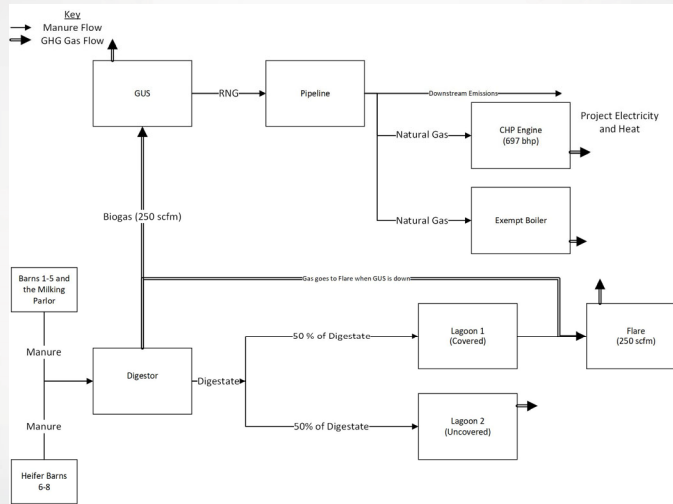 Key
Manure Flow
GHG Gas Flow
GUS
RNG
Pipeline
Downstream Emissions
Natural Gas
CHP Engine
(697 bhp)
Project Electricity
and Heat
Natural Gas
Exempt Boiler
Biogas (250 scfm)
Gas goes to Flare when GUS is down
Barns 1-5 and
the Milking
Parlor
Manure
Digestor
Digestate
50 % of Digestate
Lagoon 1
(Covered)
Flare
(250 scfm)
50% of Digestate
Lagoon 2
(Uncovered)
Manure
Heifer Barns
6-8